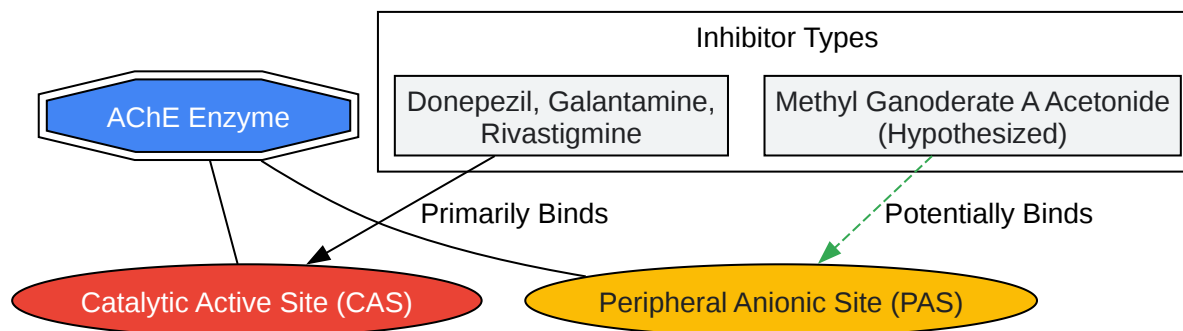 Inhibitor Types
AChE Enzyme
Donepezil, Galantamine,
Rivastigmine
Methyl Ganoderate A Acetonide
(Hypothesized)
Primarily Binds
Potentially Binds
Catalytic Active Site (CAS)
Peripheral Anionic Site (PAS)